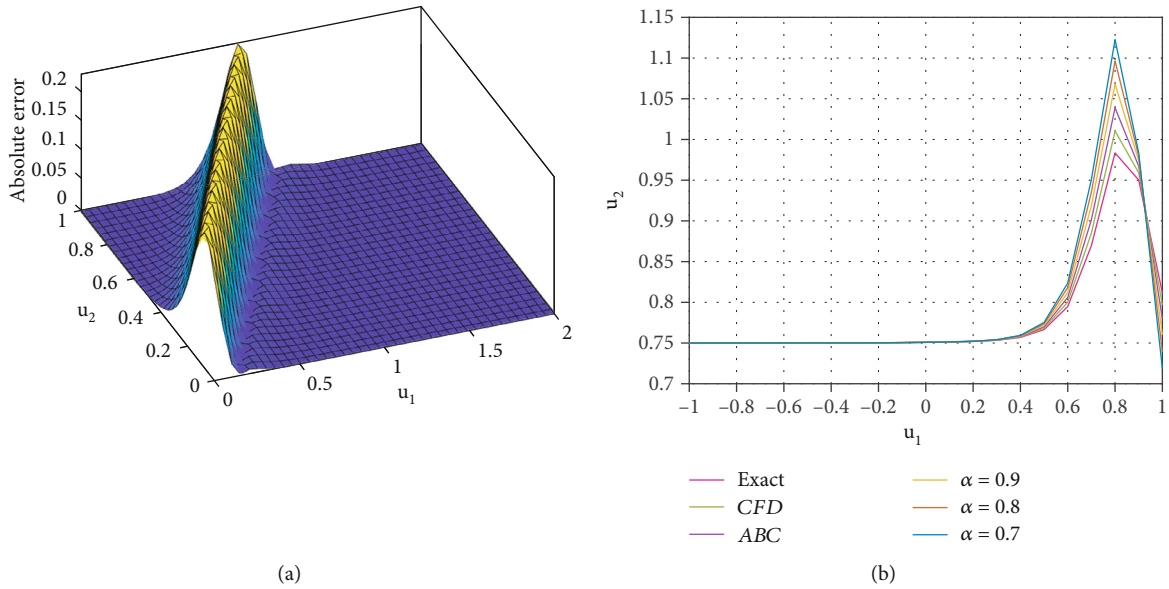 Absolute error
0.2
0.15
0.1
0.05
0
1
0.8
0.6
0.4
0.2
0
u₂
0
0.5
1
1.5
2
u₁
(a)
1.15
1.1
1.05
1
0.95
0.9
0.85
0.8
0.75
0.7
u₂
−1 −0.8 −0.6 −0.4 −0.2 0 0.2 0.4 0.6 0.8 1
u₁
Exact
CFD
ABC
α = 0.9
α = 0.8
α = 0.7
(b)